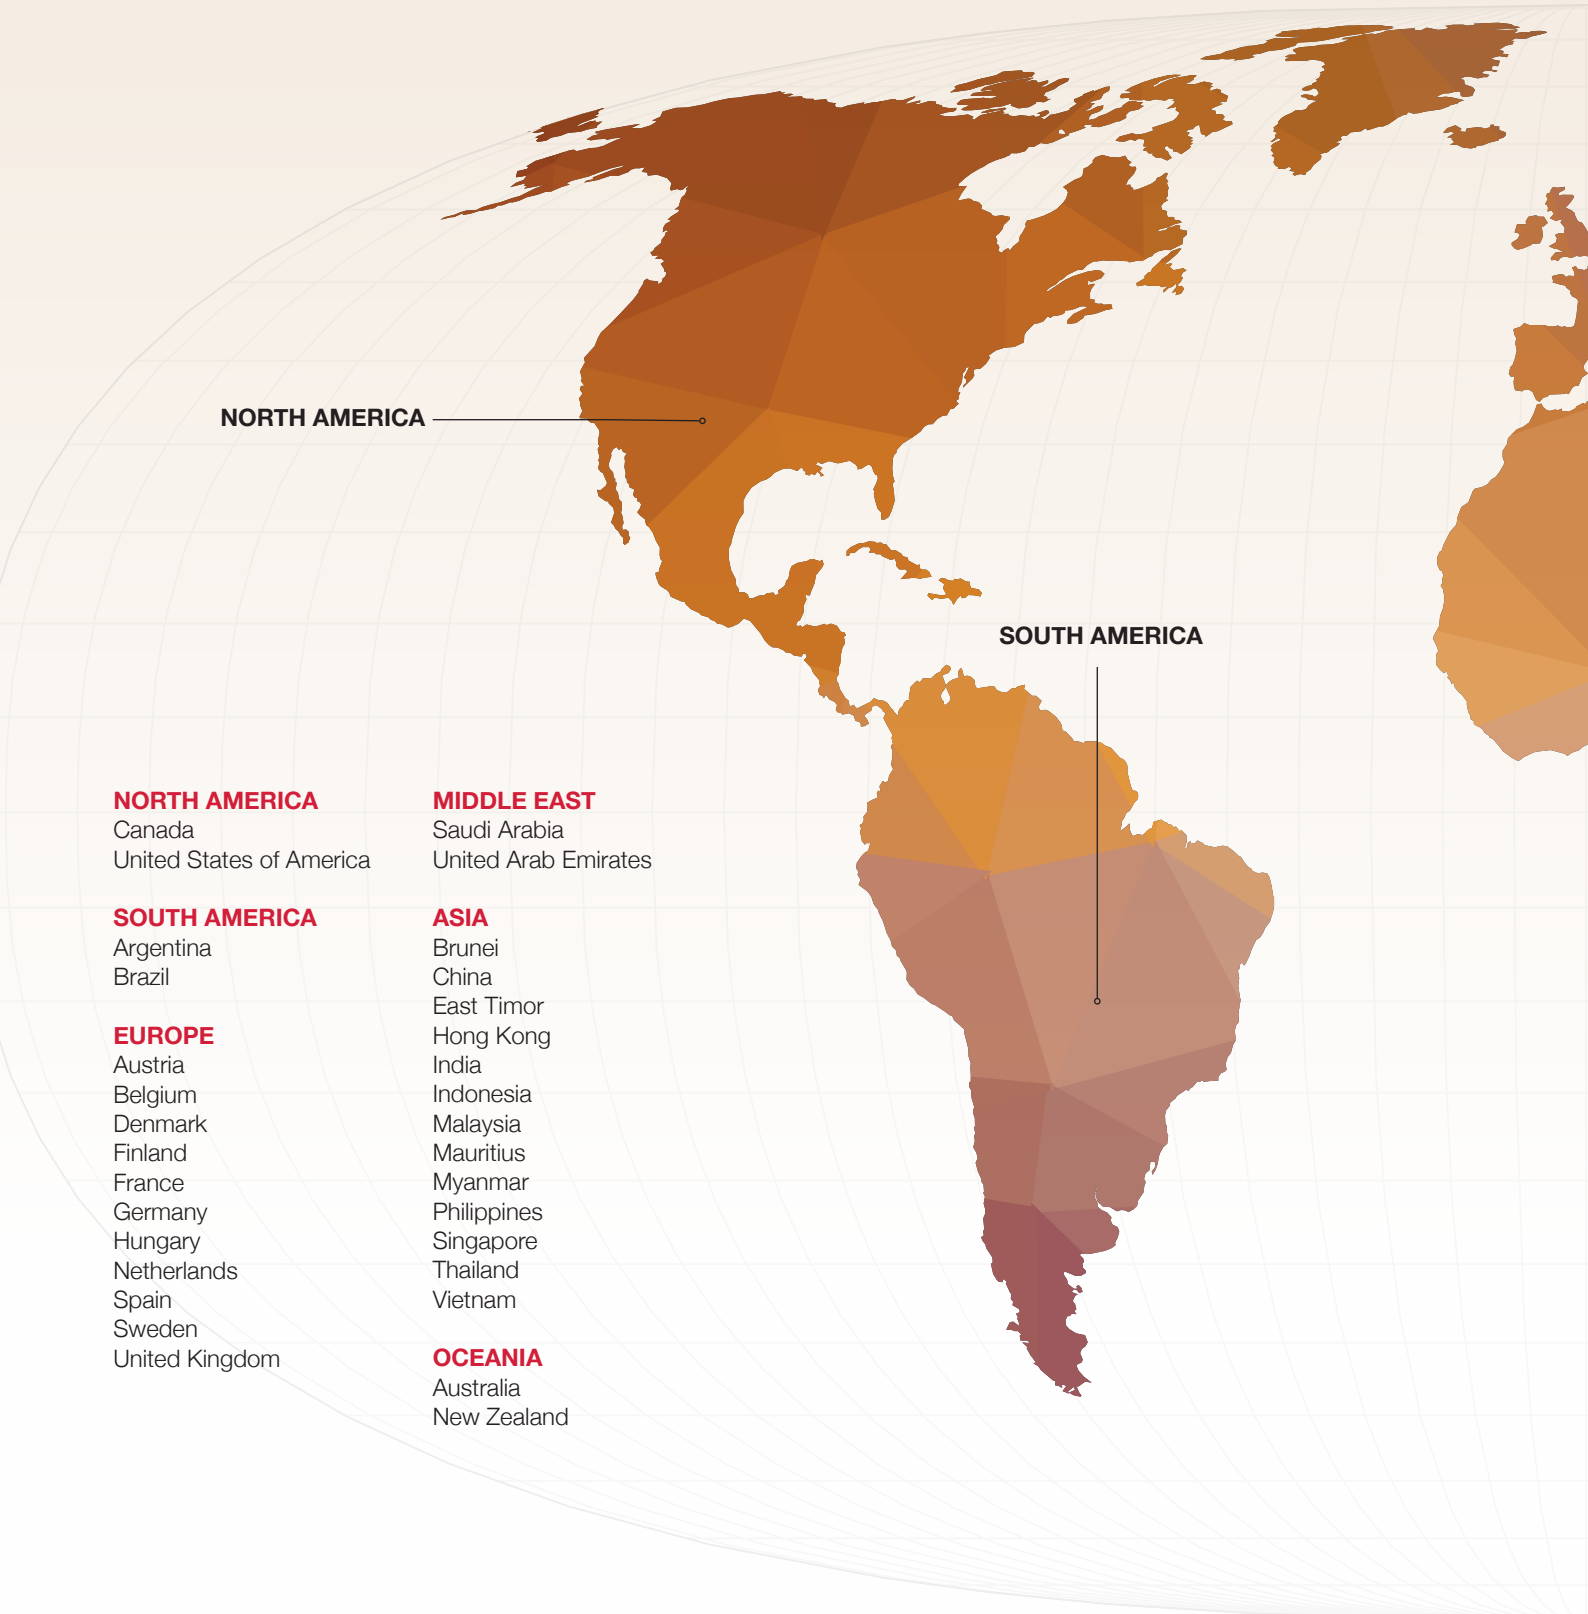 NORTH AMERICA
SOUTH AMERICA
NORTH AMERICA
Canada
United States of America
SOUTH AMERICA
Argentina
Brazil
EUROPE
Austria
Belgium
Denmark
Finland
France
Germany
Hungary
Netherlands
Spain
Sweden
United Kingdom
MIDDLE EAST
Saudi Arabia
United Arab Emirates
ASIA
Brunei
China
East Timor
Hong Kong
India
Indonesia
Malaysia
Mauritius
Myanmar
Philippines
Singapore
Thailand
Vietnam
OCEANIA
Australia
New Zealand